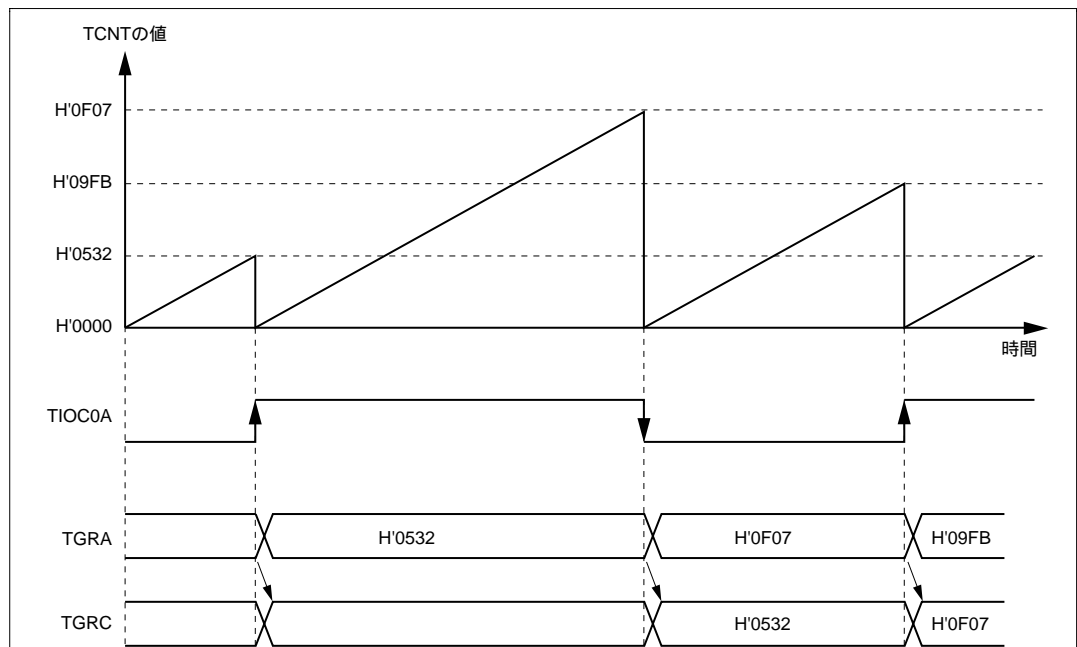 TCNTの値
H'0F07
H'09FB
H'0532
H'0000
時間
TIOC0A
TGRA
H'0532
H'0F07
H'09FB
TGRC
H'0532
H'0F07